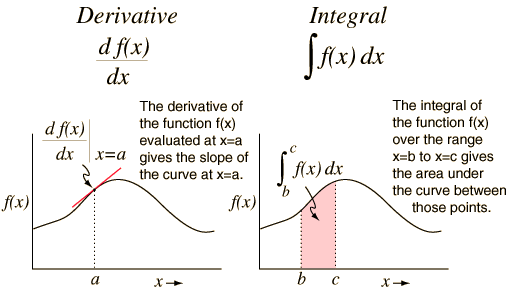 Derivative
d f(x)
dx
d f(x)
dx
x=a
The derivative of
the function f(x)
evaluated at x=a
gives the slope of
the curve at x=a.
f(x)
a
x→
Integral
∫ f(x) dx
The integral of
the function f(x)
over the range
x=b to x=c gives
the area under
the curve between
those points.
c
∫ f(x) dx
b
f(x)
b c x→